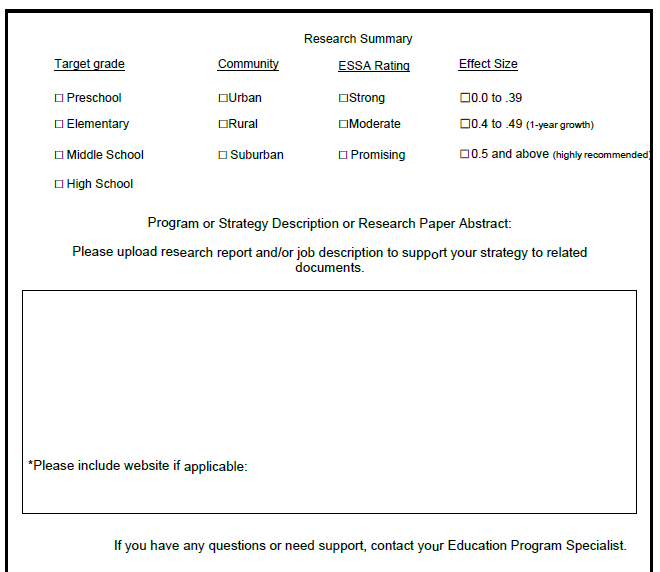 Research Summary
Target grade Community ESSA Rating Effect Size
☐ Preschool ☐Urban ☐Strong ☐0.0 to .39
☐ Elementary ☐Rural ☐Moderate ☐0.4 to .49 (1-year growth)
☐ Middle School ☐ Suburban ☐ Promising ☐0.5 and above (highly recommended)
☐ High School
Program or Strategy Description or Research Paper Abstract:
Please upload research report and/or job description to support your strategy to related
documents.
*Please include website if applicable:
If you have any questions or need support, contact your Education Program Specialist.